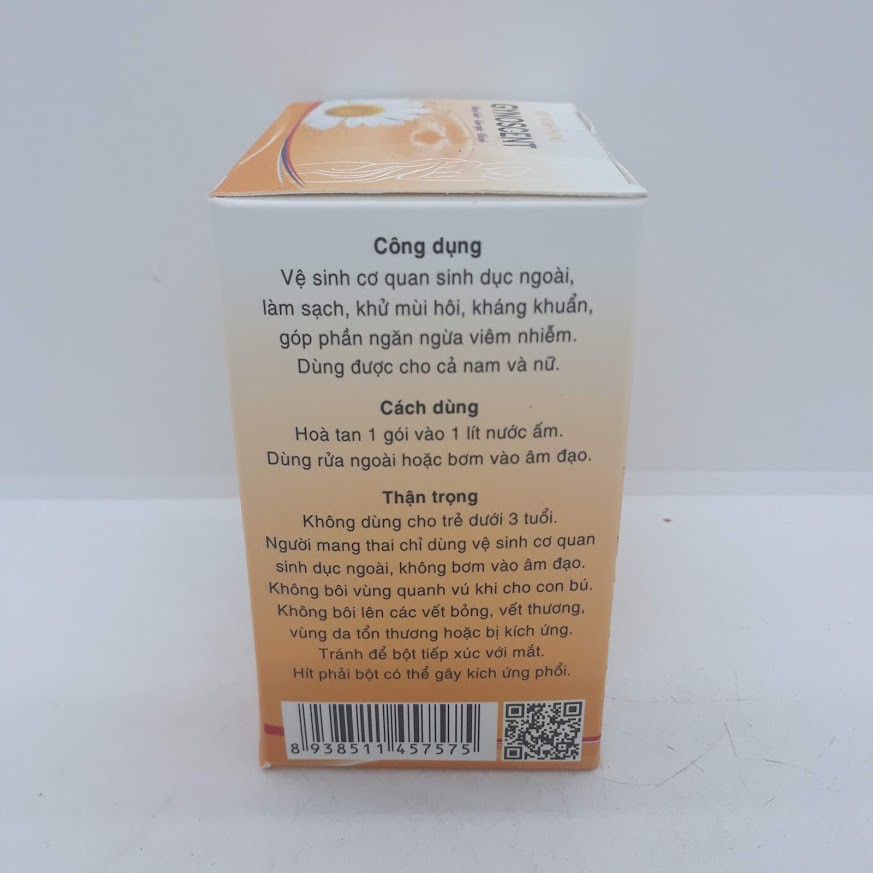 GYNOSCENT
Công dụng
Vệ sinh cơ quan sinh dục ngoài,
làm sạch, khử mùi hôi, kháng khuẩn,
góp phần ngăn ngừa viêm nhiễm.
Dùng được cho cả nam và nữ.
Cách dùng
Hoà tan 1 gói vào 1 lít nước ấm.
Dùng rửa ngoài hoặc bơm vào âm đạo.
Thận trọng
Không dùng cho trẻ dưới 3 tuổi.
Người mang thai chỉ dùng vệ sinh cơ quan
sinh dục ngoài, không bơm vào âm đạo.
Không bôi vùng quanh vú khi cho con bú.
Không bôi lên các vết bỏng, vết thương,
vùng da tổn thương hoặc bị kích ứng.
Tránh để bột tiếp xúc với mắt.
Hít phải bột có thể gây kích ứng phổi.
8 938511 457575